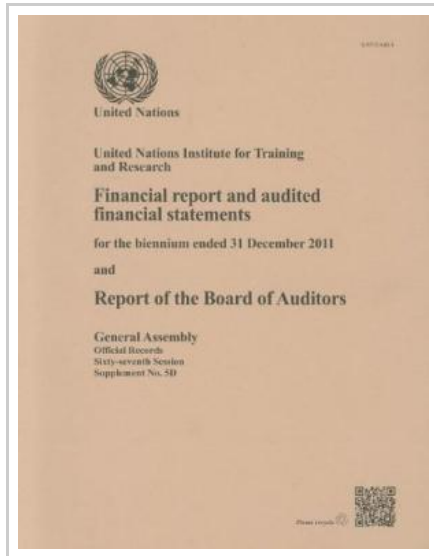 United Nations
United Nations Institute for Training
and Research
Financial report and audited
financial statements
for the biennium ended 31 December 2011
and
Report of the Board of Auditors
General Assembly
Official Records
Sixty-seventh Session
Supplement No. 5D
Please recycle